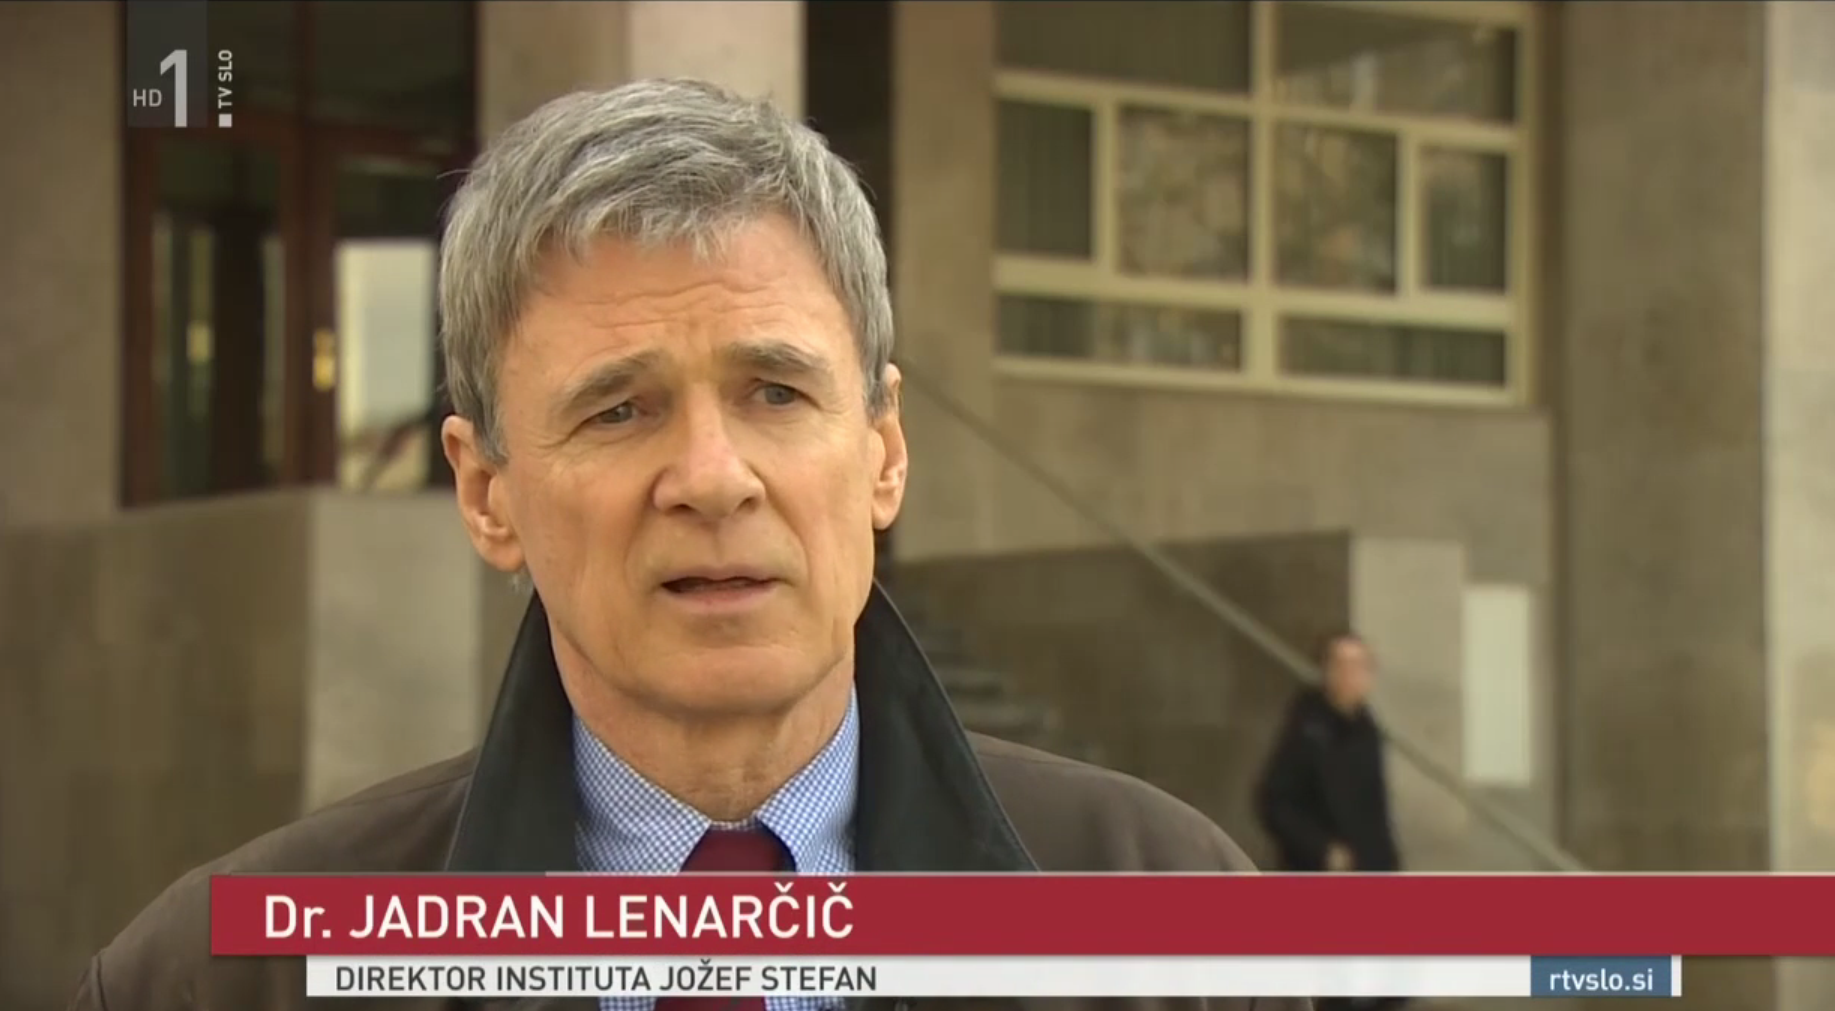 HD 1 TV SLO
Dr. JADRAN LENARČIČ
DIREKTOR INSTITUTA JOŽEF STEFAN
rtvslo.si